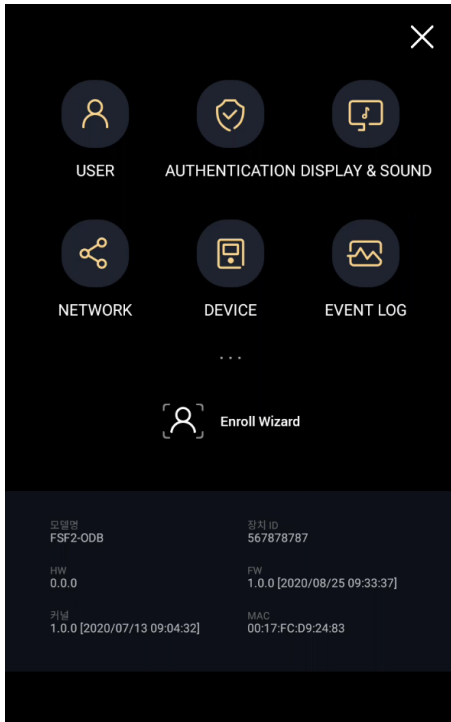 USER
AUTHENTICATION
DISPLAY & SOUND
NETWORK
DEVICE
EVENT LOG
...
Enroll Wizard
모델명
FSF2-ODB
장치 ID
567878787
HW
0.0.0
FW
1.0.0 [2020/08/25 09:33:37]
커널
1.0.0 [2020/07/13 09:04:32]
MAC
00:17:FC:D9:24:83